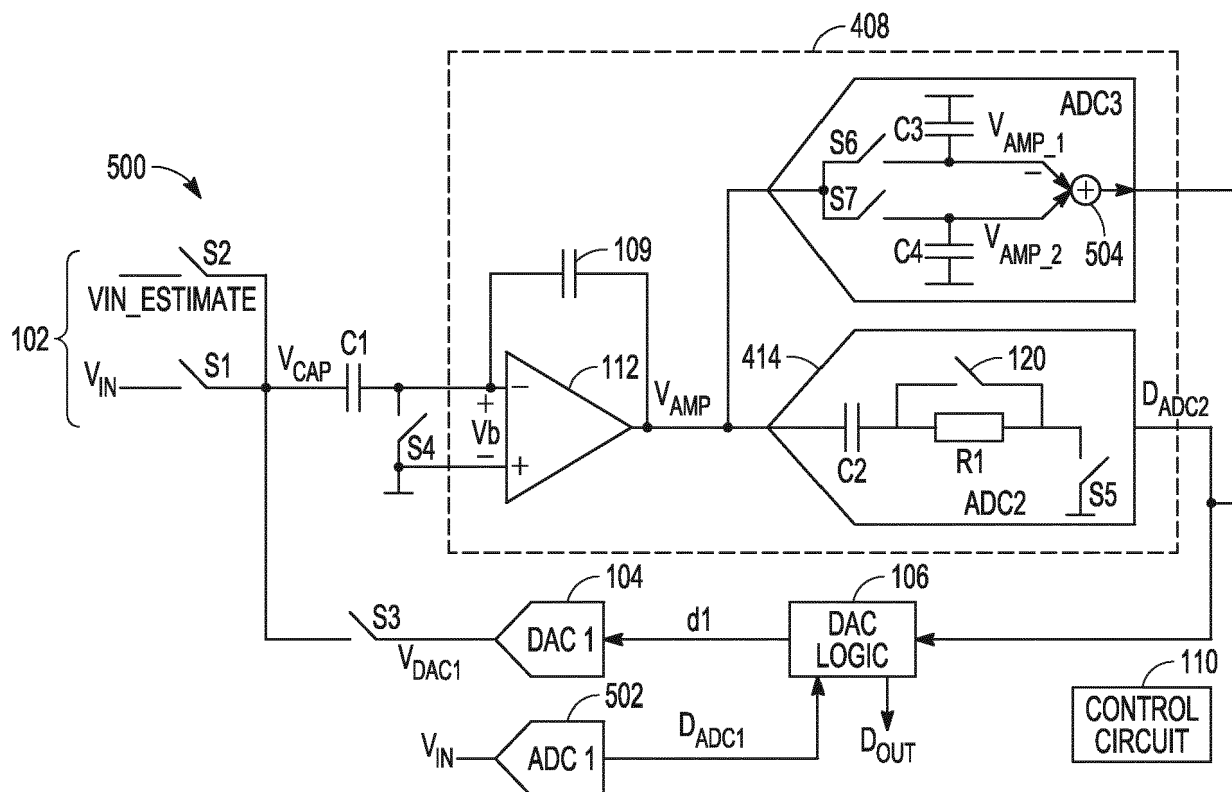 408
ADC3
C3
V_AMP_1
S6
500
S7
−
+
504
109
C4
V_AMP_2
S2
VIN_ESTIMATE
102
V_IN
S1
V_CAP
C1
−
112
+
Vb
−
+
S4
V_AMP
414
120
D_ADC2
C2
R1
S5
ADC2
104
106
S3
DAC 1
d1
DAC
LOGIC
V_DAC1
110
502
CONTROL
CIRCUIT
V_IN
ADC 1
D_ADC1
D_OUT